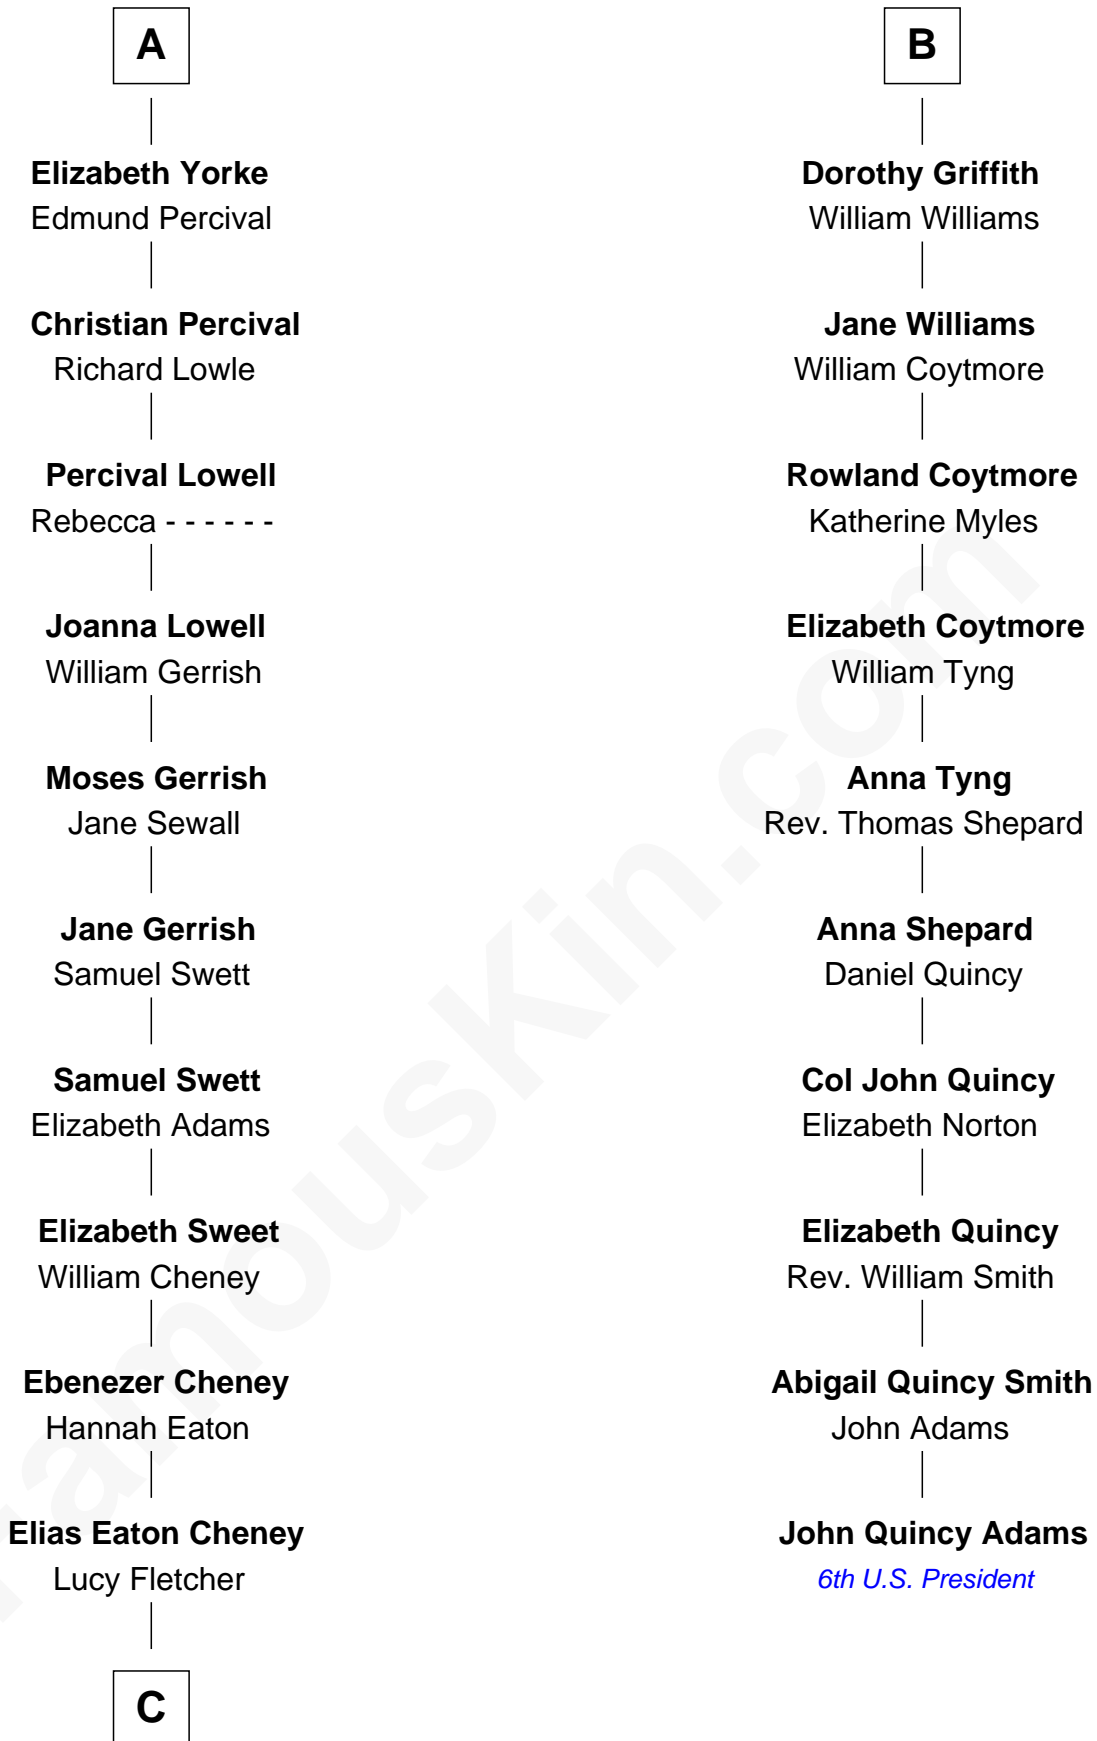 A
Elizabeth Yorke
Edmund Percival
Christian Percival
Richard Lowle
Percival Lowell
Rebecca - - - - - -
Joanna Lowell
William Gerrish
Moses Gerrish
Jane Sewall
Jane Gerrish
Samuel Swett
Samuel Swett
Elizabeth Adams
Elizabeth Sweet
William Cheney
Ebenezer Cheney
Hannah Eaton
Elias Eaton Cheney
Lucy Fletcher
C
B
Dorothy Griffith
William Williams
Jane Williams
William Coytmore
Rowland Coytmore
Katherine Myles
Elizabeth Coytmore
William Tyng
Anna Tyng
Rev. Thomas Shepard
Anna Shepard
Daniel Quincy
Col John Quincy
Elizabeth Norton
Elizabeth Quincy
Rev. William Smith
Abigail Quincy Smith
John Adams
John Quincy Adams
6th U.S. President
FamousKin.com